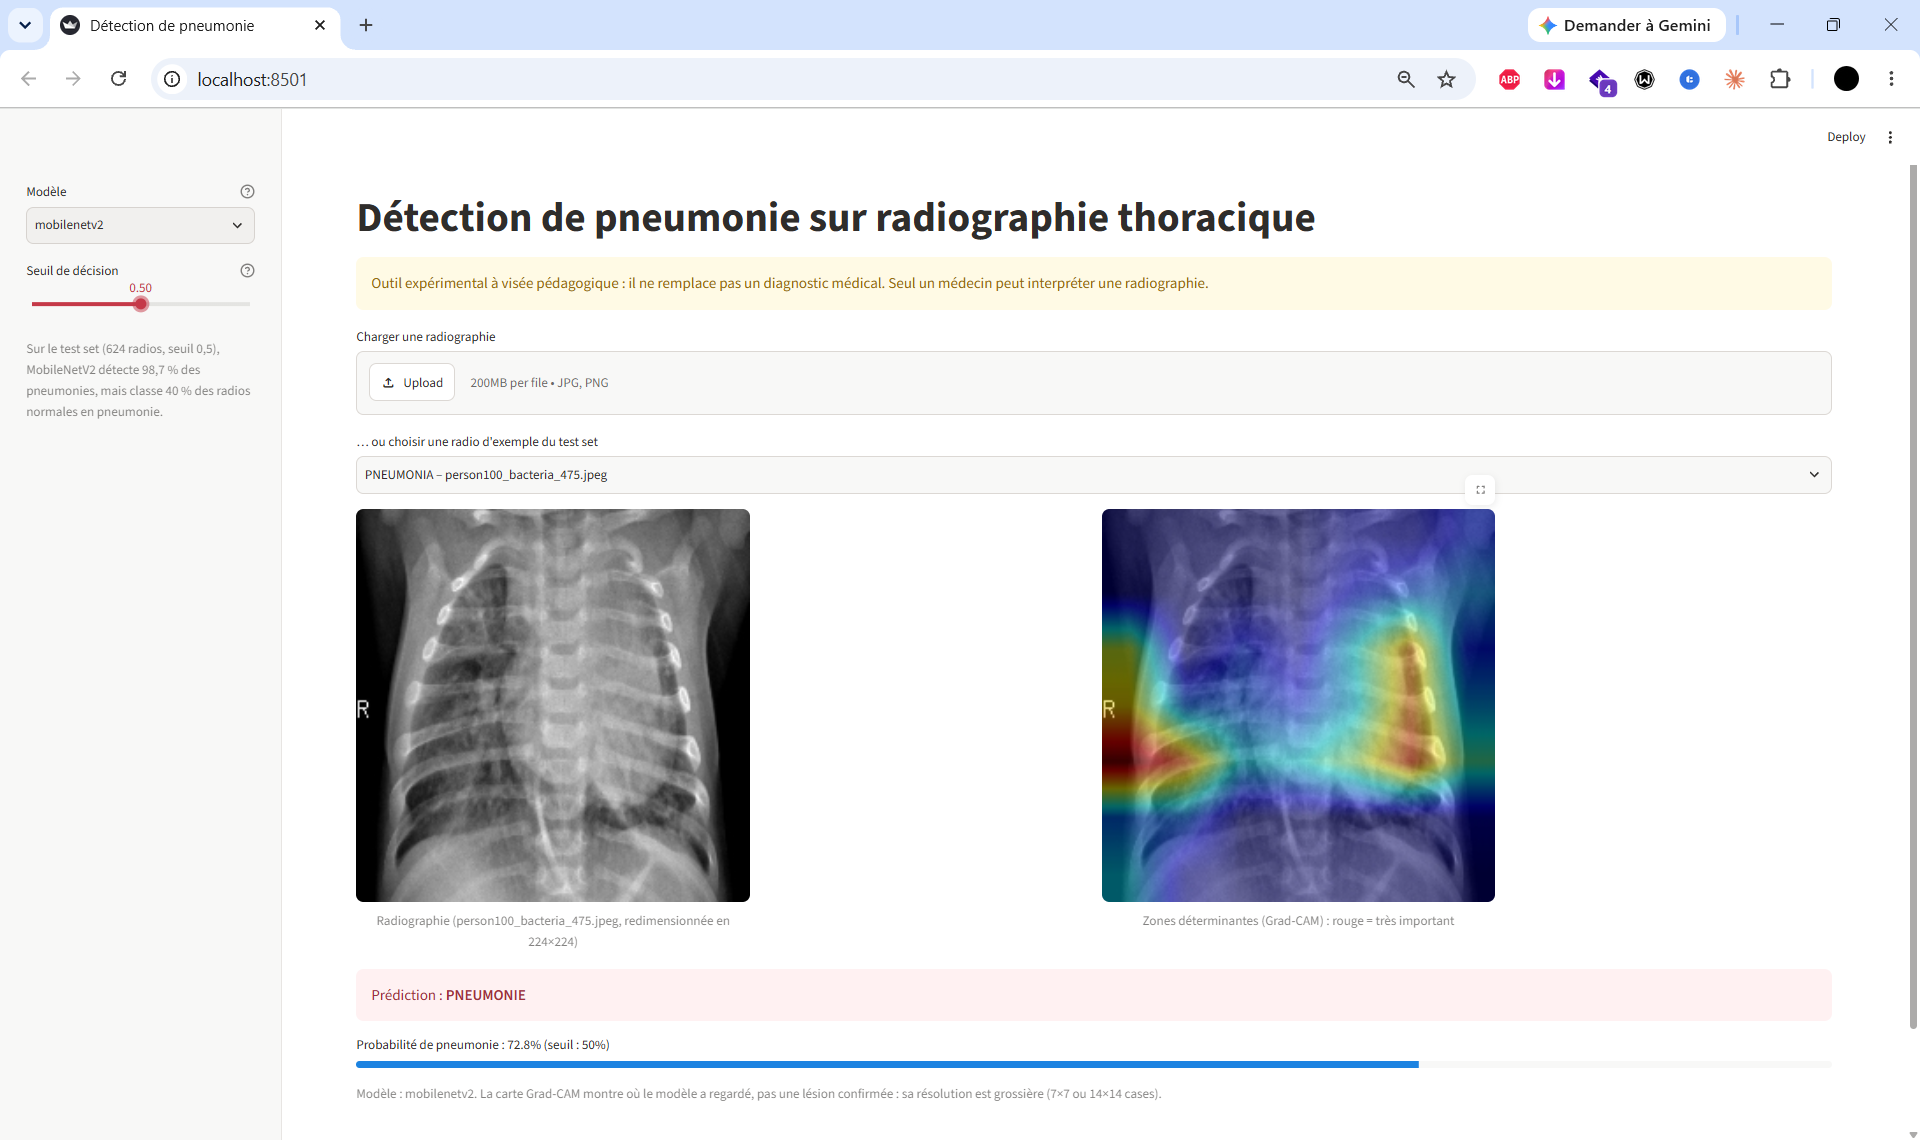 Détection de pneumonie
Demander à Gemini
localhost:8501
ABP
4
Deploy
Modèle
mobilenetv2
Seuil de décision
0.50
Sur le test set (624 radios, seuil 0,5),
MobileNetV2 détecte 98,7 % des
pneumonies, mais classe 40 % des radios
normales en pneumonie.
Détection de pneumonie sur radiographie thoracique
Outil expérimental à visée pédagogique : il ne remplace pas un diagnostic médical. Seul un médecin peut interpréter une radiographie.
Charger une radiographie
Upload
200MB per file • JPG, PNG
… ou choisir une radio d'exemple du test set
PNEUMONIA – person100_bacteria_475.jpeg
R
R
Radiographie (person100_bacteria_475.jpeg, redimensionnée en
224×224)
Zones déterminantes (Grad-CAM) : rouge = très important
Prédiction : PNEUMONIE
Probabilité de pneumonie : 72.8% (seuil : 50%)
Modèle : mobilenetv2. La carte Grad-CAM montre où le modèle a regardé, pas une lésion confirmée : sa résolution est grossière (7×7 ou 14×14 cases).